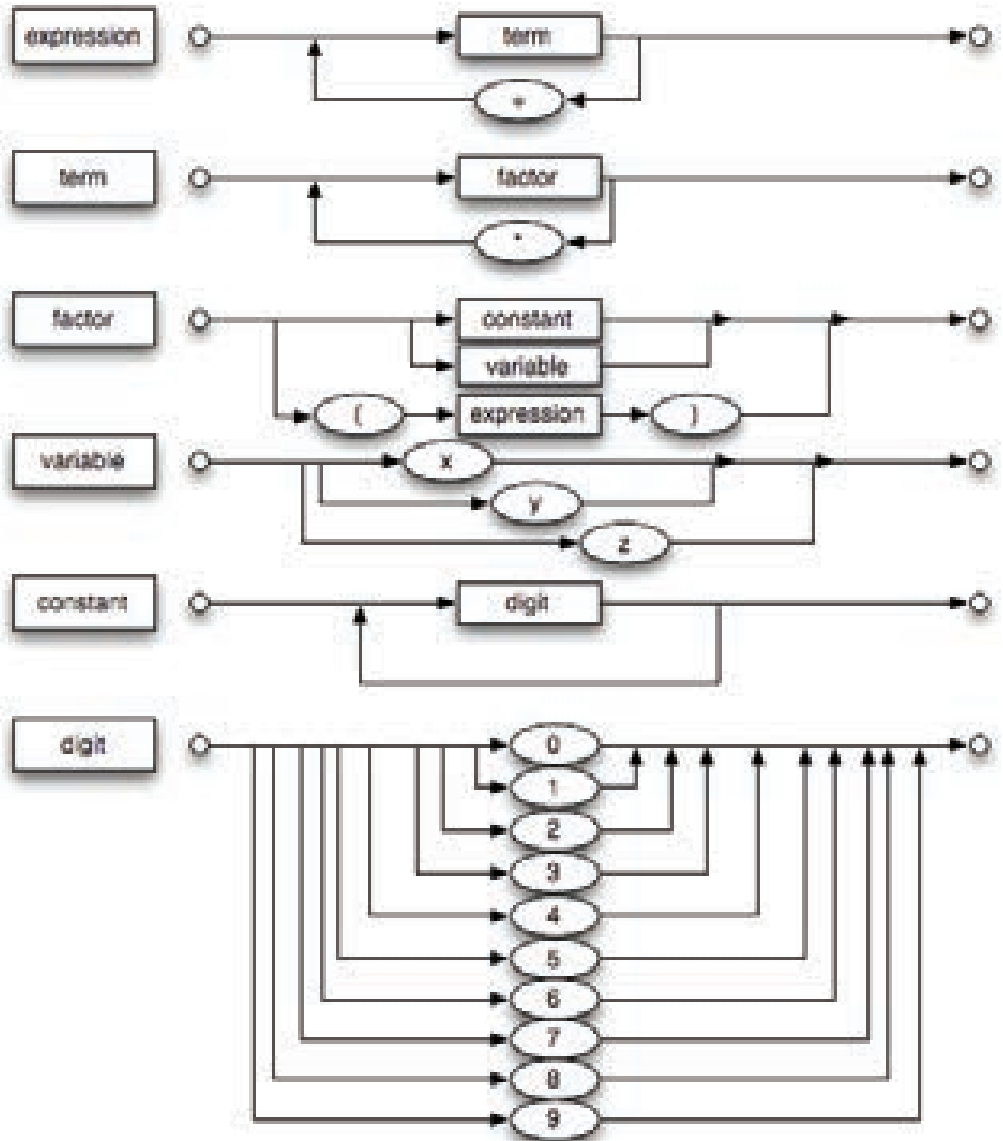 expression
term
+
term
factor
*
factor
constant
variable
( expression )
variable
x
y
z
constant
digit
digit
0
1
2
3
4
5
6
7
8
9